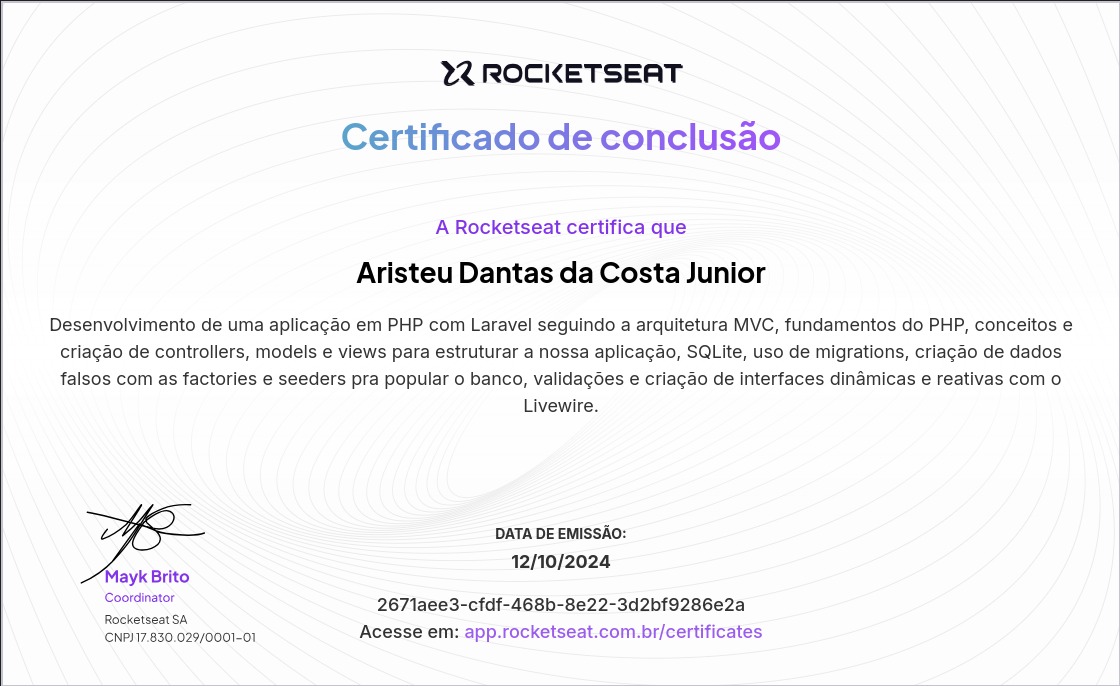 ROCKETSEAT
Certificado de conclusão
A Rocketseat certifica que
Aristeu Dantas da Costa Junior
Desenvolvimento de uma aplicação em PHP com Laravel seguindo a arquitetura MVC, fundamentos do PHP, conceitos e
criação de controllers, models e views para estruturar a nossa aplicação, SQLite, uso de migrations, criação de dados
falsos com as factories e seeders pra popular o banco, validações e criação de interfaces dinâmicas e reativas com o
Livewire.
Mayk Brito
Coordinator
Rocketseat SA
CNPJ 17.830.029/0001-01
DATA DE EMISSÃO:
12/10/2024
2671aee3-cfdf-468b-8e22-3d2bf9286e2a
Acesse em: app.rocketseat.com.br/certificates